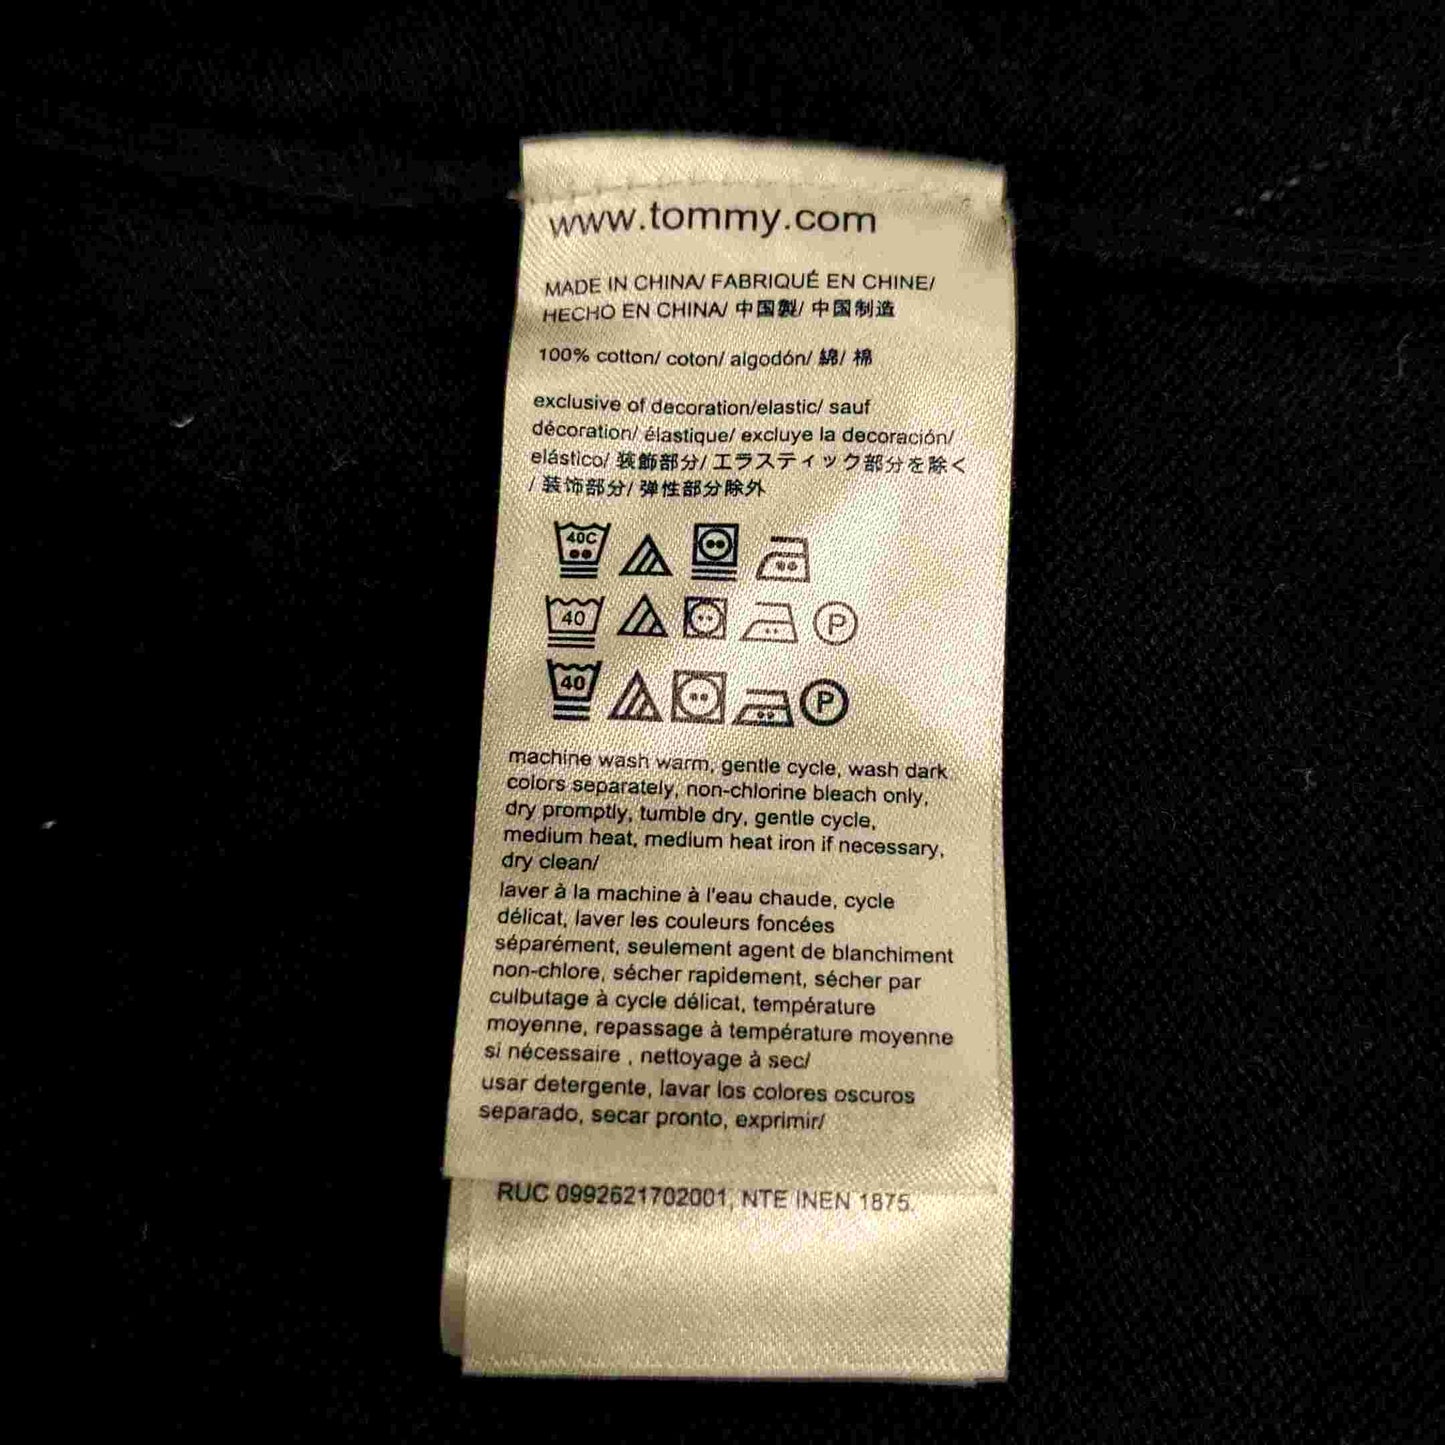 www.tommy.com
MADE IN CHINA/ FABRIQUÉ EN CHINE/
HECHO EN CHINA/ 中国製/ 中国制造
100% cotton/ coton/ algodón/ 綿/ 棉
exclusive of decoration/elastic/ sauf
décoration/ élastique/ excluye la decoración/
elástico/ 装飾部分/ エラスティック部分を除く
/ 装饰部分/ 弹性部分除外
40C
40 P
40 P
machine wash warm, gentle cycle, wash dark
colors separately, non-chlorine bleach only,
dry promptly, tumble dry, gentle cycle,
medium heat, medium heat iron if necessary,
dry clean/
laver à la machine à l'eau chaude, cycle
délicat, laver les couleurs foncées
séparément, seulement agent de blanchiment
non-chlore, sécher rapidement, sécher par
culbutage à cycle délicat, température
moyenne, repassage à température moyenne
si nécessaire , nettoyage à sec/
usar detergente, lavar los colores oscuros
separado, secar pronto, exprimir/
RUC 0992621702001, NTE INEN 1875.